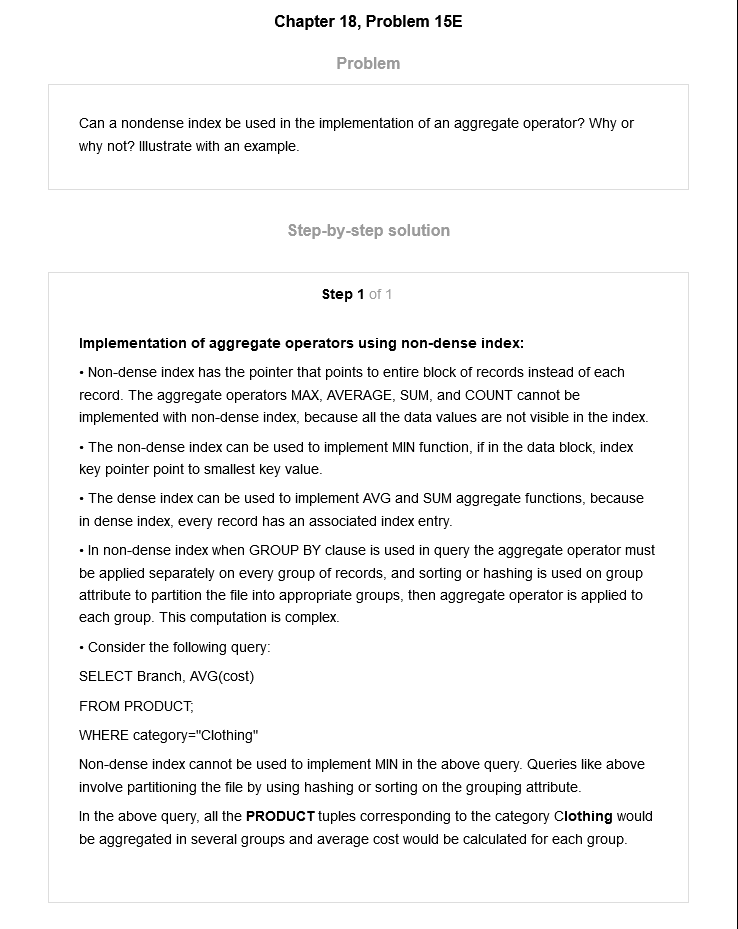 Chapter 18, Problem 15E
Problem
Can a nondense index be used in the implementation of an aggregate operator? Why or
why not? Illustrate with an example.
Step-by-step solution
Step 1 of 1
Implementation of aggregate operators using non-dense index:
• Non-dense index has the pointer that points to entire block of records instead of each
record. The aggregate operators MAX, AVERAGE, SUM, and COUNT cannot be
implemented with non-dense index, because all the data values are not visible in the index.
• The non-dense index can be used to implement MIN function, if in the data block, index
key pointer point to smallest key value.
• The dense index can be used to implement AVG and SUM aggregate functions, because
in dense index, every record has an associated index entry.
• In non-dense index when GROUP BY clause is used in query the aggregate operator must
be applied separately on every group of records, and sorting or hashing is used on group
attribute to partition the file into appropriate groups, then aggregate operator is applied to
each group. This computation is complex.
• Consider the following query:
SELECT Branch, AVG(cost)
FROM PRODUCT;
WHERE category="Clothing"
Non-dense index cannot be used to implement MIN in the above query. Queries like above
involve partitioning the file by using hashing or sorting on the grouping attribute.
In the above query, all the PRODUCT tuples corresponding to the category Clothing would
be aggregated in several groups and average cost would be calculated for each group.